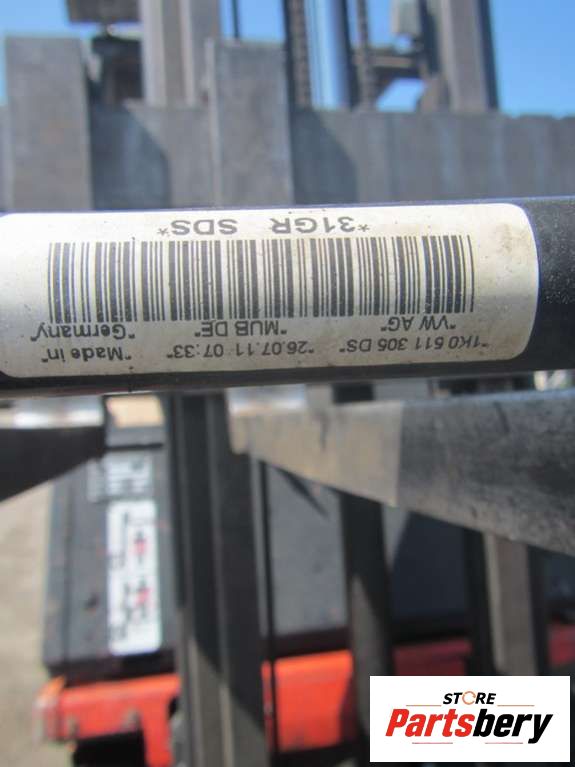 "1K0 511 305 DS" "26.07.11 07:33" "Made in"
"VW AG" "MUB DE" "Germany"
*31GR SDS*
STORE
Partsbery